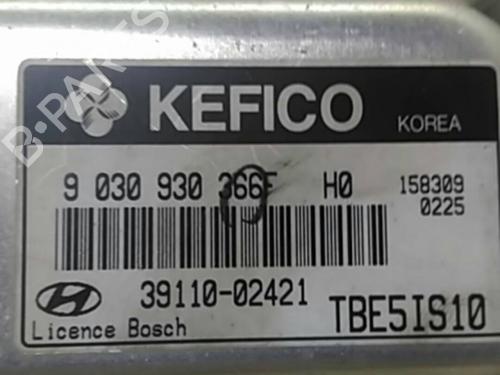 KEFICO KOREA
9 030 930 366F H0 158309
0225
39110-02421
Licence Bosch TBE5IS10
B-PARTS